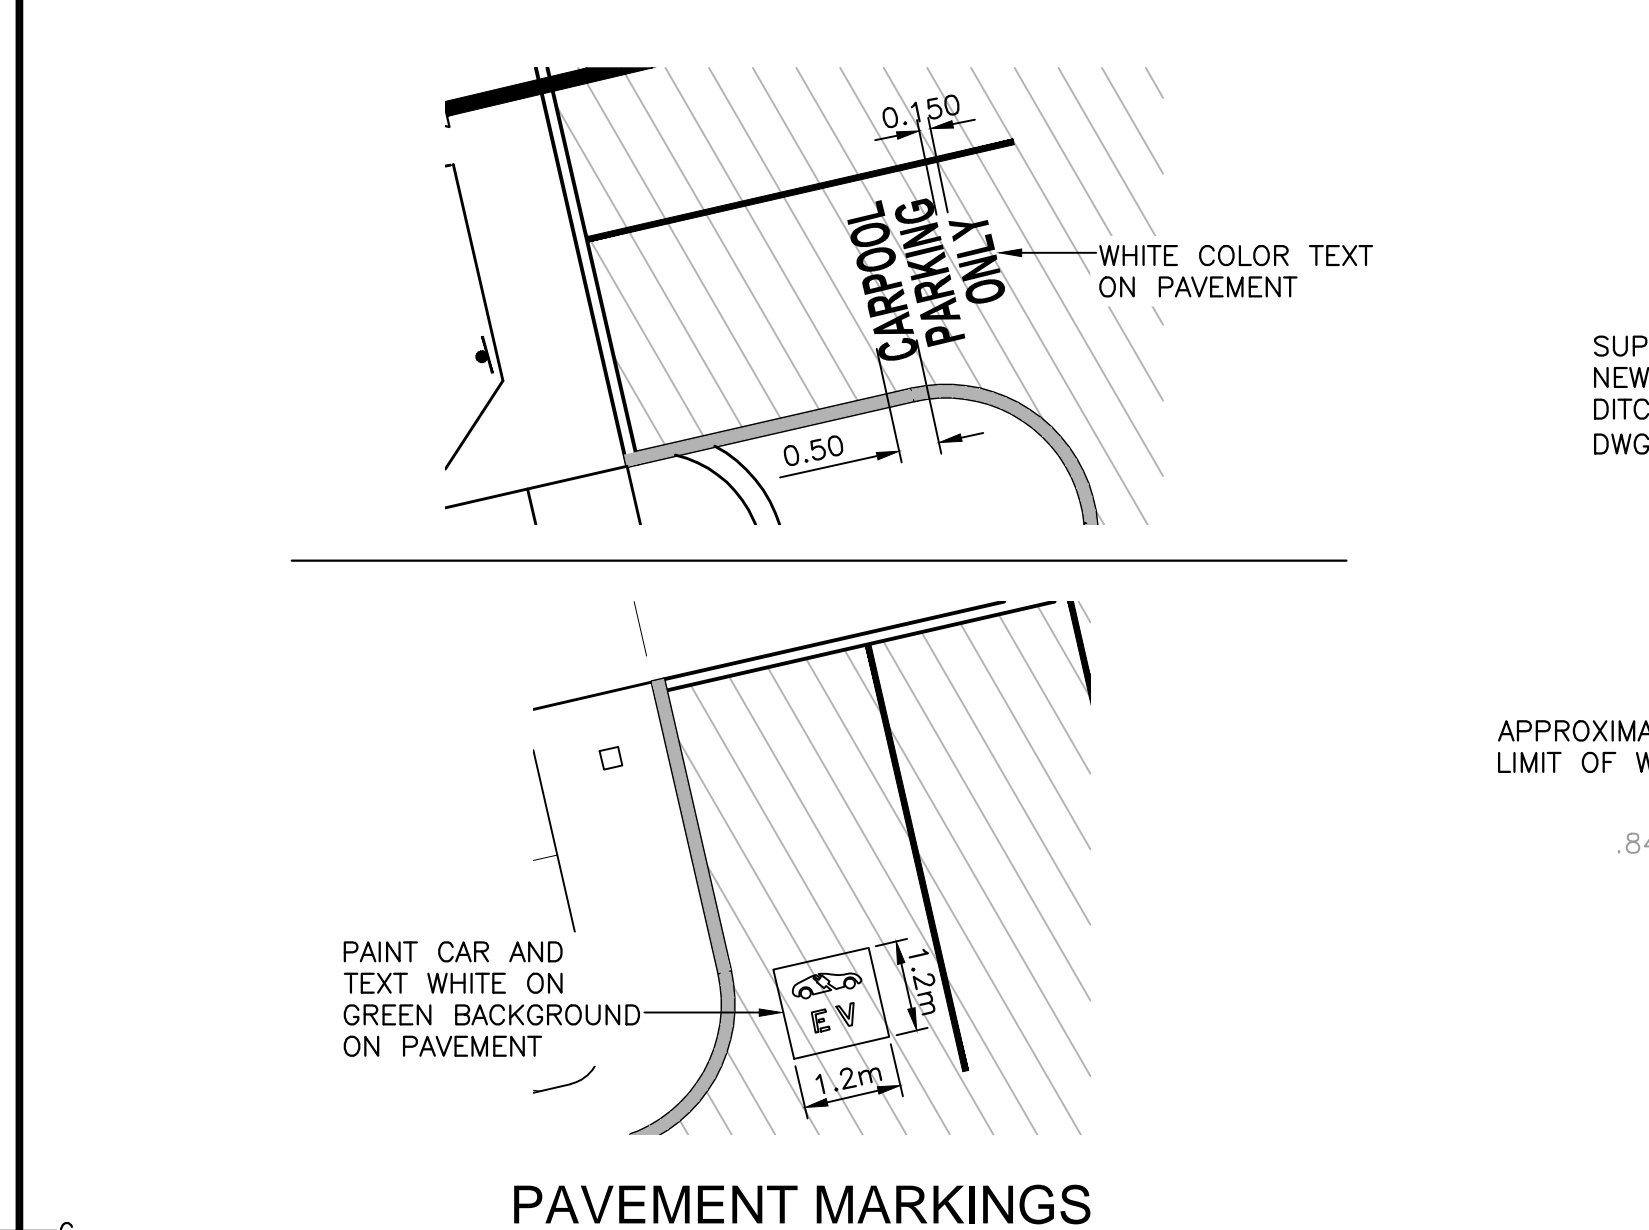 0.150
CARPOOL
PARKING
ONLY
WHITE COLOR TEXT
ON PAVEMENT
0.50
SUP
NEW
DITC
DWG
APPROXIMA
LIMIT OF W
.84
PAINT CAR AND
TEXT WHITE ON
GREEN BACKGROUND
ON PAVEMENT
E V
1.2m
1.2m
PAVEMENT MARKINGS